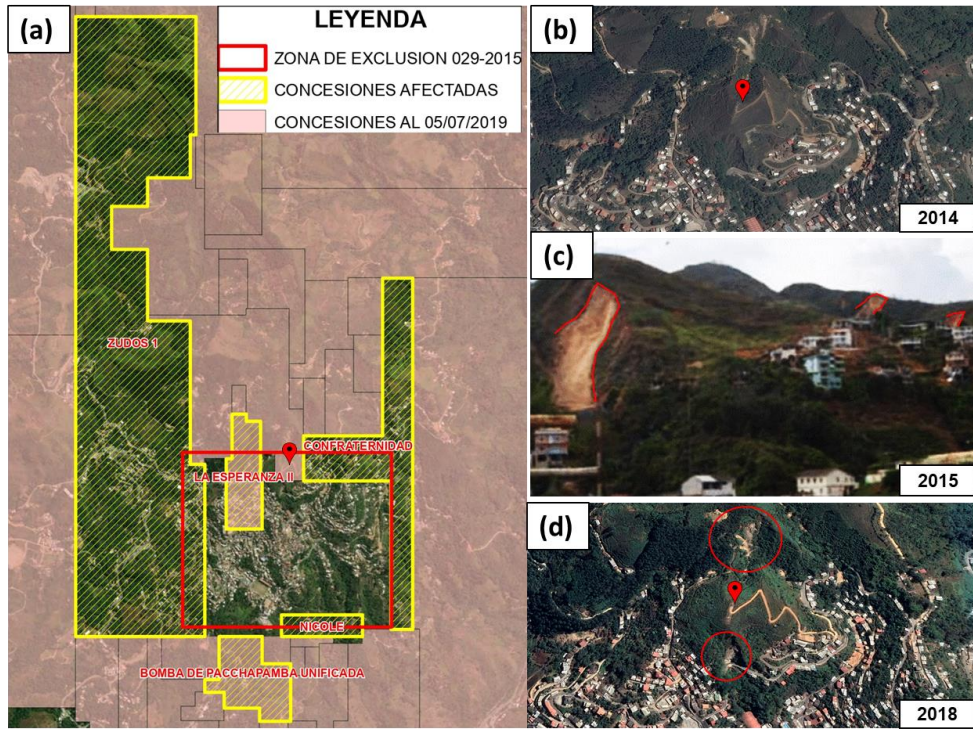 (a)
LEYENDA
ZONA DE EXCLUSION 029-2015
CONCESIONES AFECTADAS
CONCESIONES AL 05/07/2019
ZUDOS 1
CONFRATERNIDAD
LA ESPERANZA II
NICOLE
BOMBA DE PACCHAPAMBA UNIFICADA
(b)
2014
(c)
2015
(d)
2018